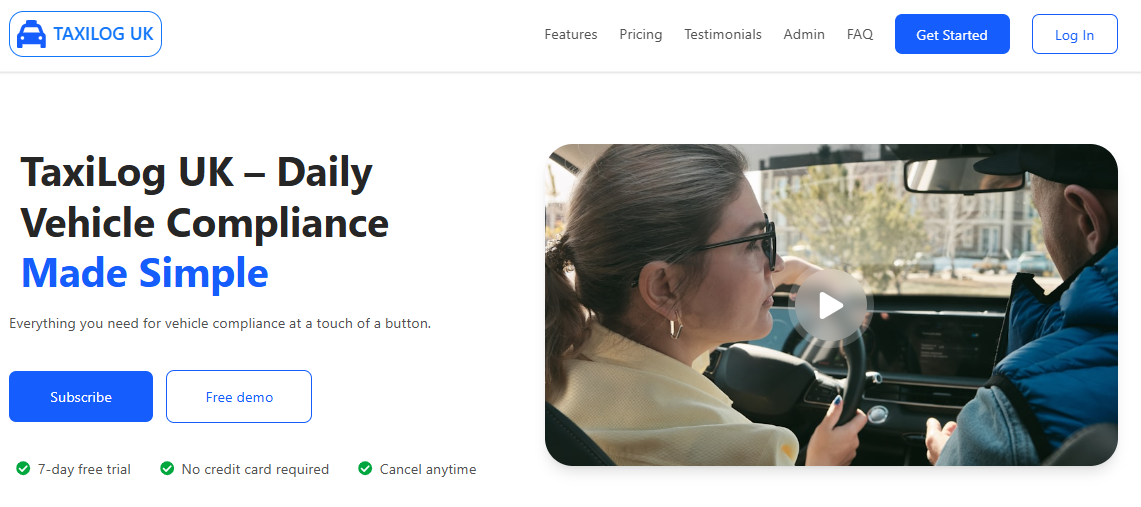 TAXILOG UK
Features Pricing Testimonials Admin FAQ Get Started Log In
TaxiLog UK – Daily
Vehicle Compliance
Made Simple
Everything you need for vehicle compliance at a touch of a button.
Subscribe Free demo
7-day free trial No credit card required Cancel anytime